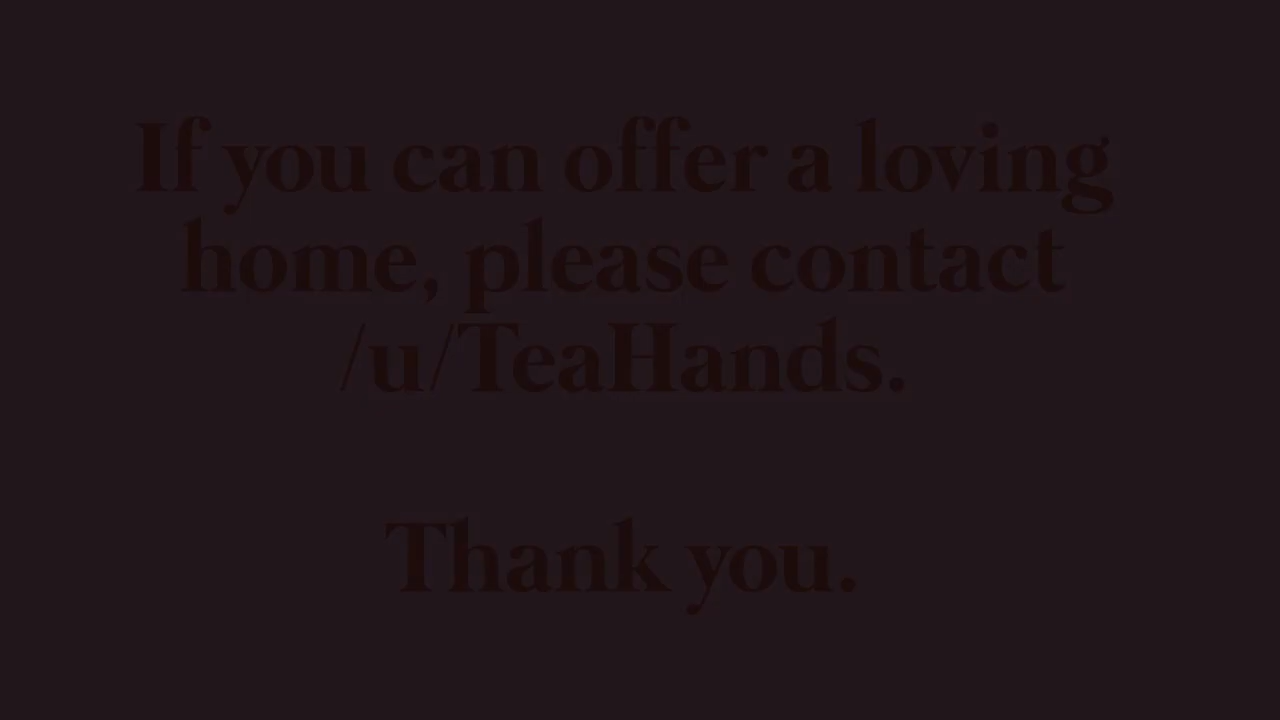 If you can offer a loving
home, please contact
/u/TeaHands.
Thank you.